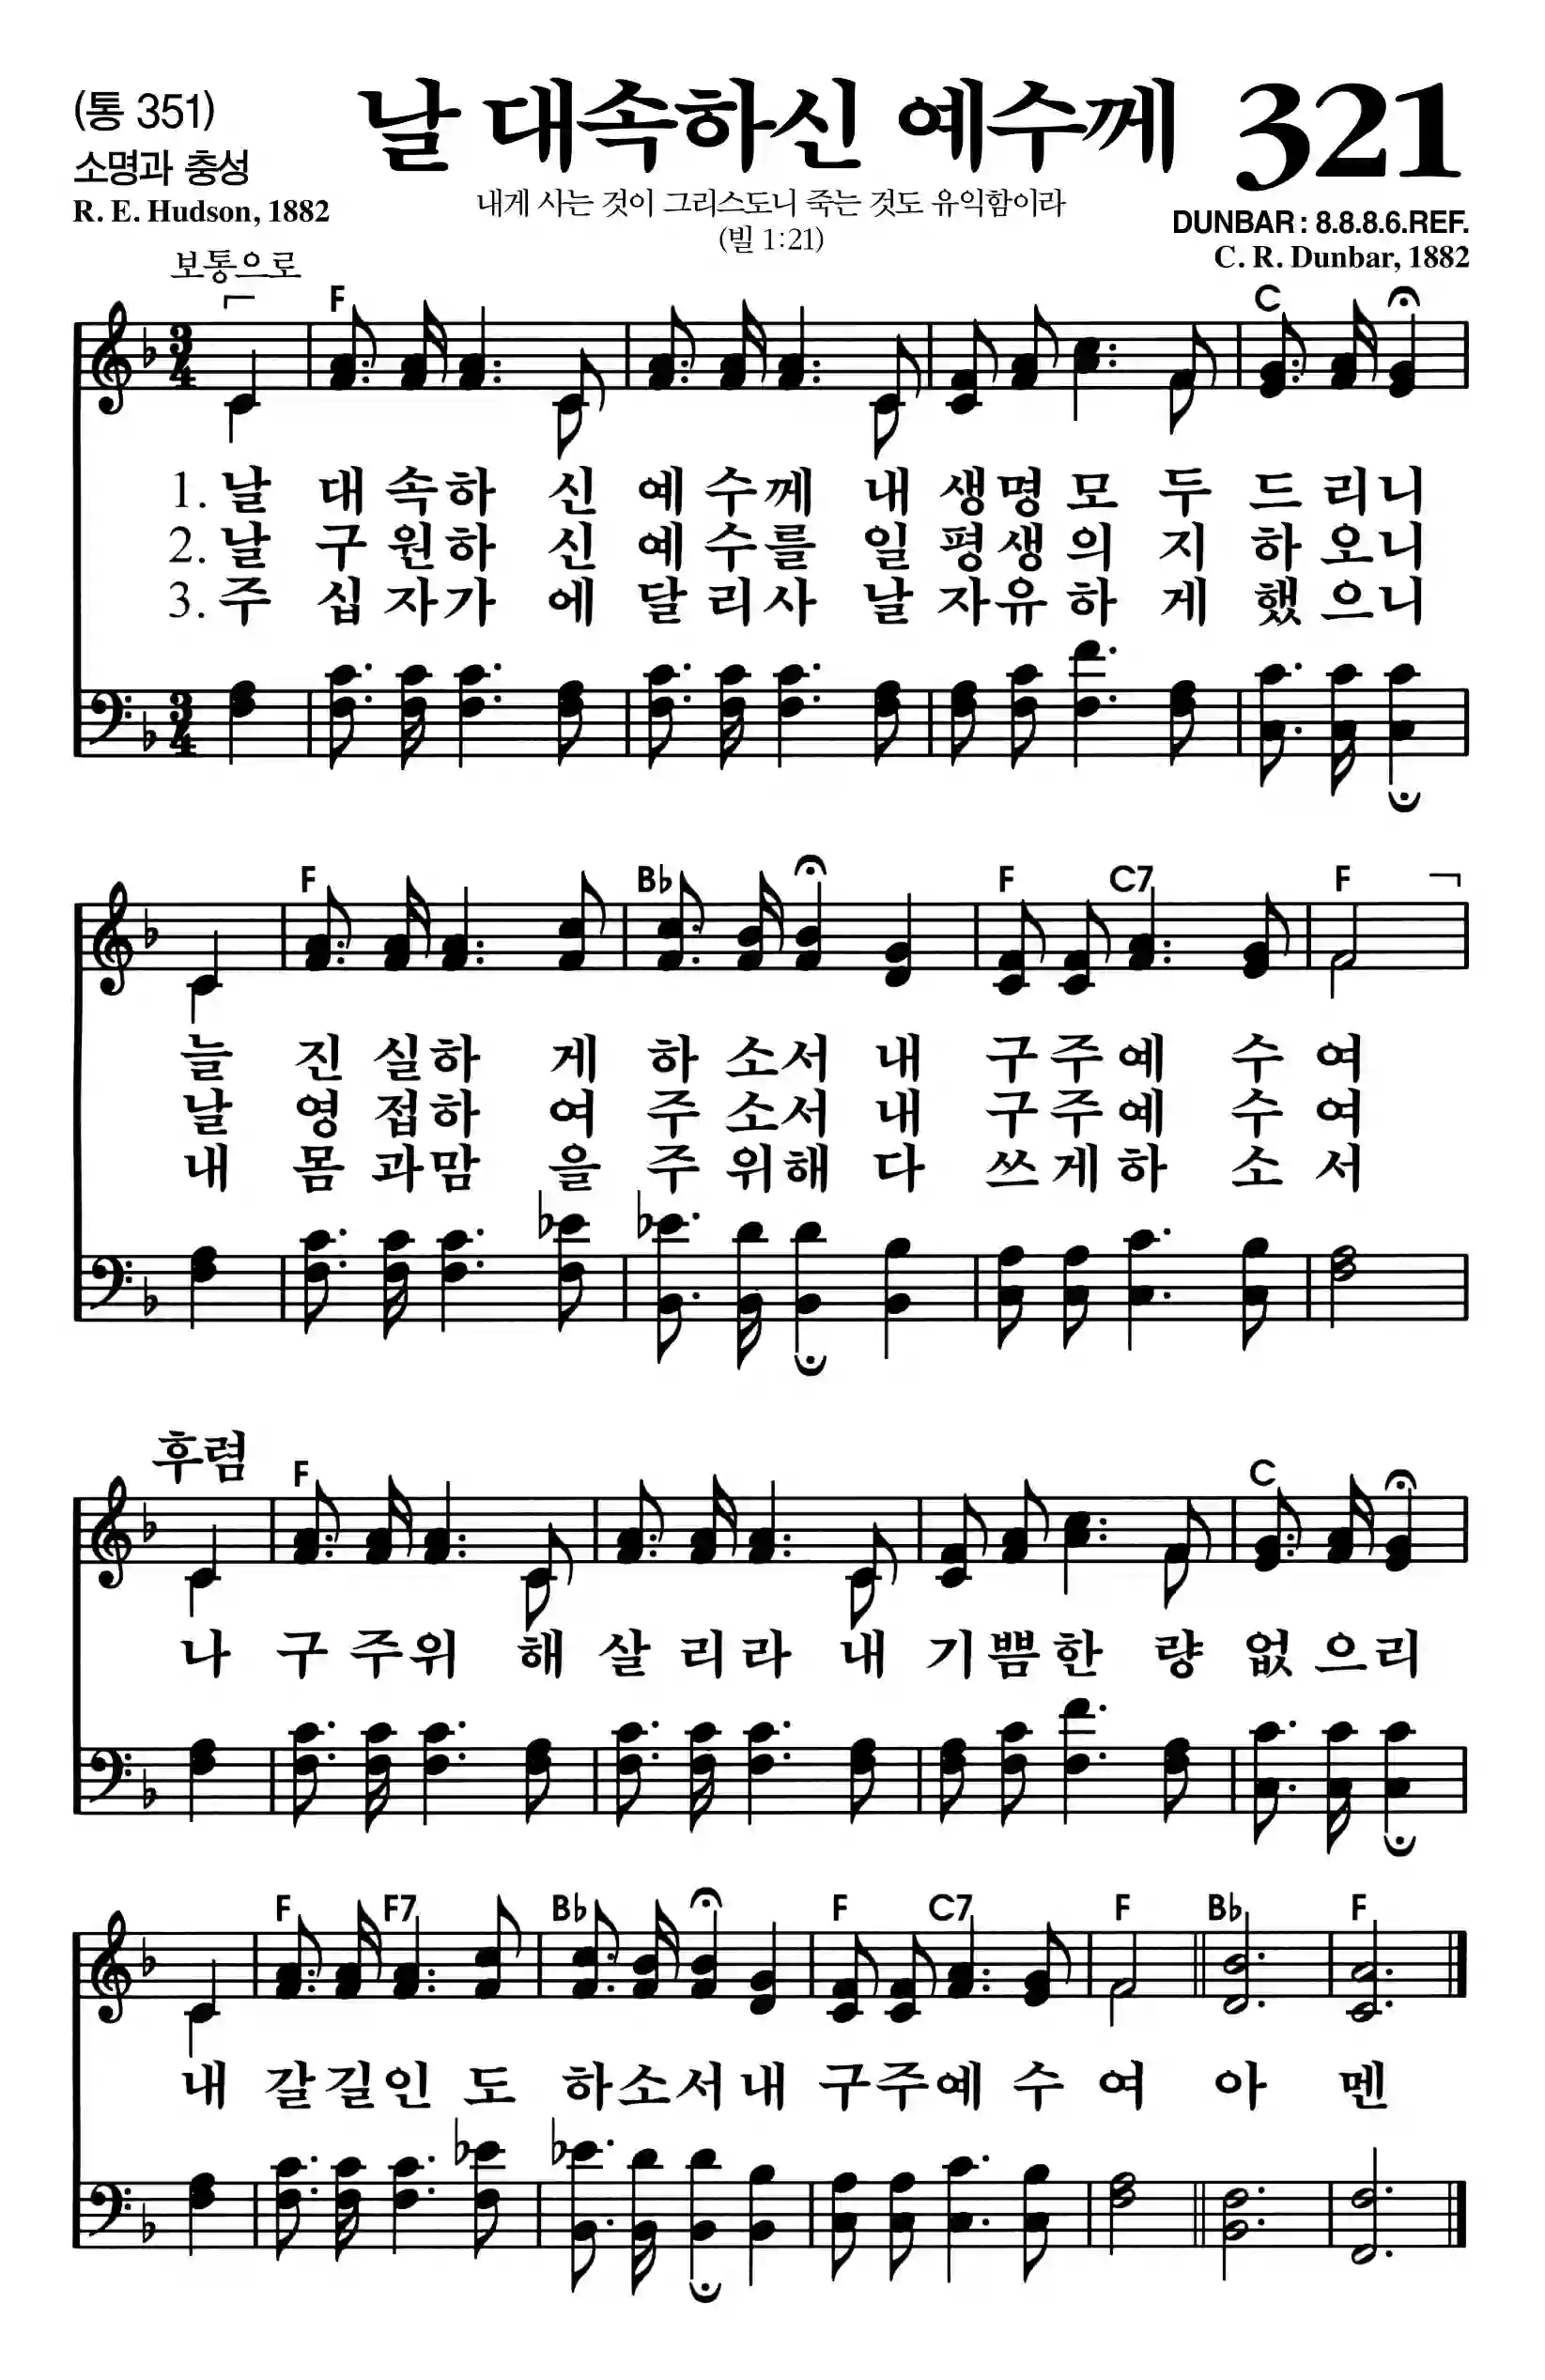 (통 351)
날 대속하신 예수께 321
소명과 충성
R. E. Hudson, 1882
내게 사는 것이 그리스도니 죽는 것도 유익함이라
(빌 1:21)
DUNBAR : 8.8.8.6.REF.
C. R. Dunbar, 1882
보통으로
F C
3 4
1. 날 대 속하 신 예 수께 내 생명 모 두 드 리니
2. 날 구 원하 신 예 수를 일 평생 의 지 하 오니
3. 주 십 자가 에 달 리사 날 자유 하 게 했 으니
3 4
F B♭ F C7 F
늘 진 실하 게 하 소서 내 구 주 예 수 여
날 영 접하 여 주 소서 내 구 주 예 수 여
내 몸 과맘 을 주 위해 다 쓰 게 하 소 서
후렴
F C
나 구 주위 해 살 리 라 내 기 쁨 한 량 없 으리
F F7 B♭ F C7 F B♭ F
내 갈길인 도 하소서 내 구주예 수 여 아 멘